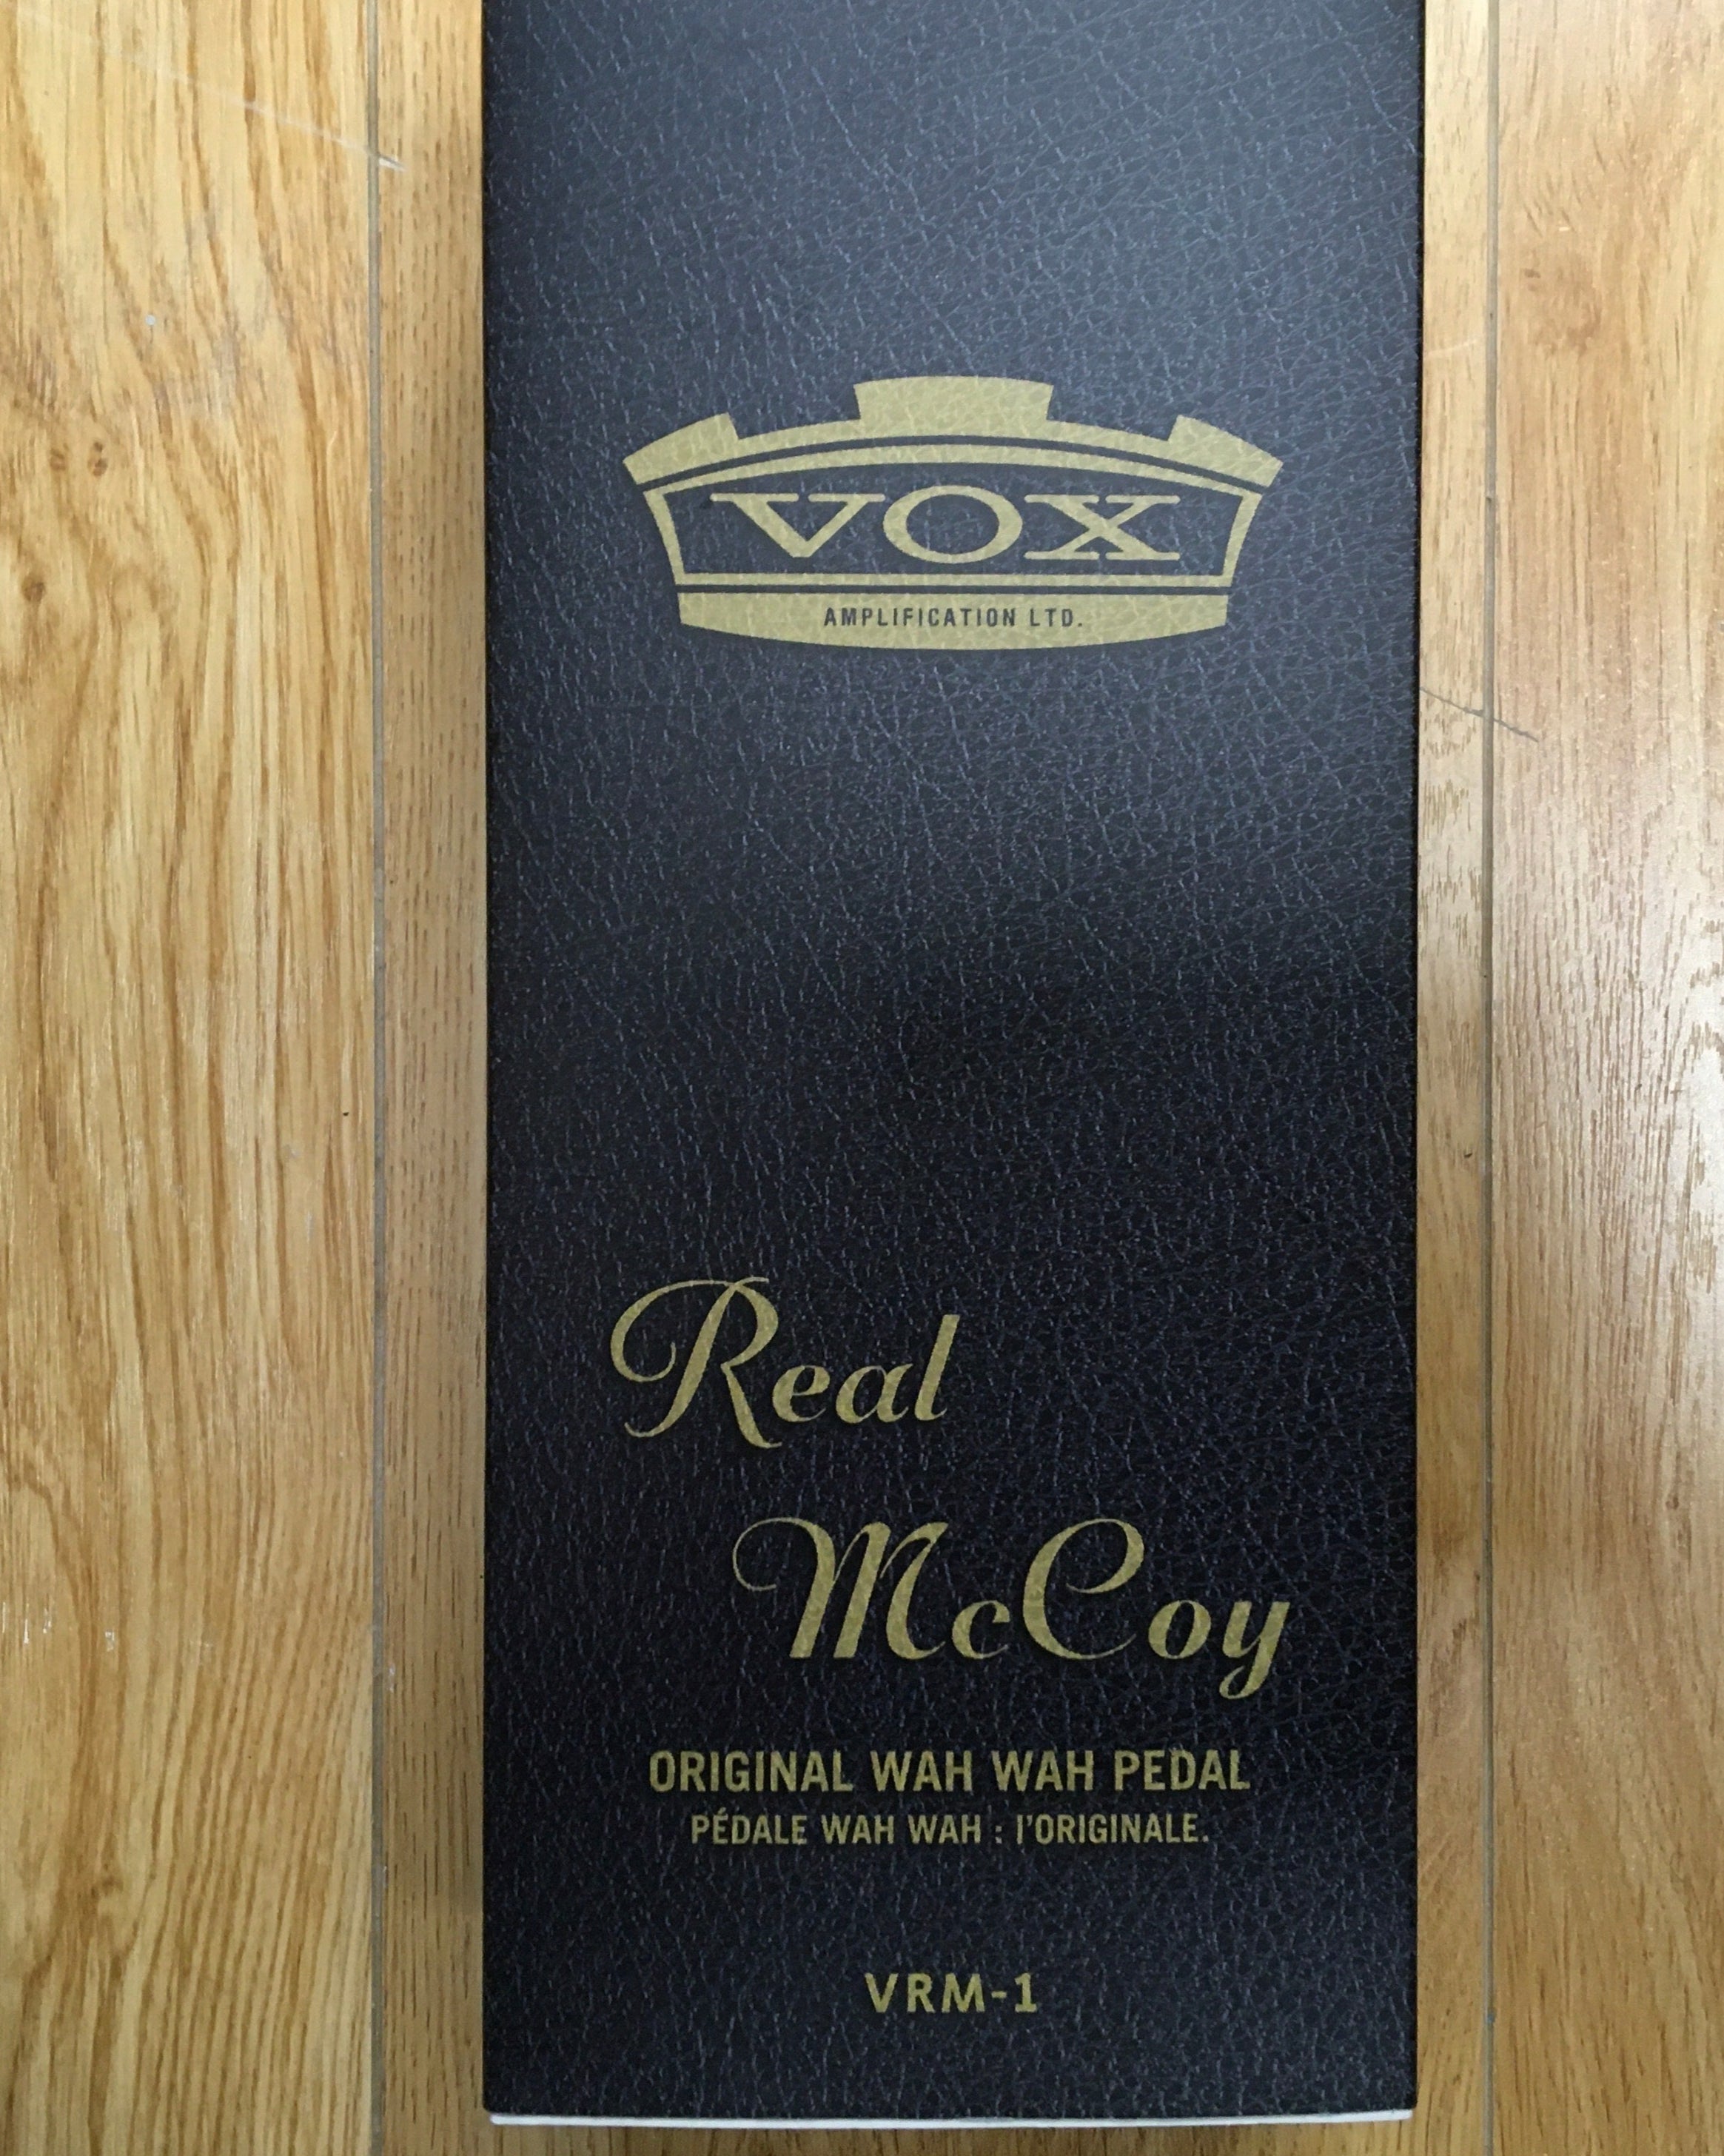 VOX
AMPLIFICATION LTD.
Real
McCoy
ORIGINAL WAH WAH PEDAL
PÉDALE WAH WAH : l'ORIGINALE.
VRM-1